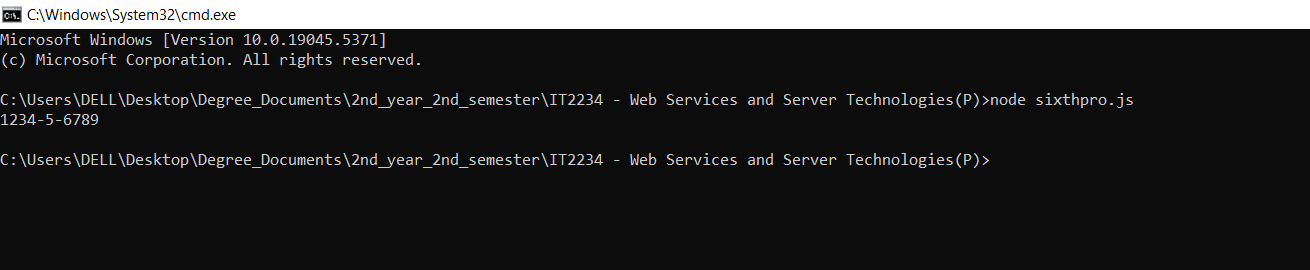 C:\Windows\System32\cmd.exe
Microsoft Windows [Version 10.0.19045.5371]
(c) Microsoft Corporation. All rights reserved.
C:\Users\DELL\Desktop\Degree_Documents\2nd_year_2nd_semester\IT2234 - Web Services and Server Technologies(P)>node sixthpro.js
1234-5-6789
C:\Users\DELL\Desktop\Degree_Documents\2nd_year_2nd_semester\IT2234 - Web Services and Server Technologies(P)>